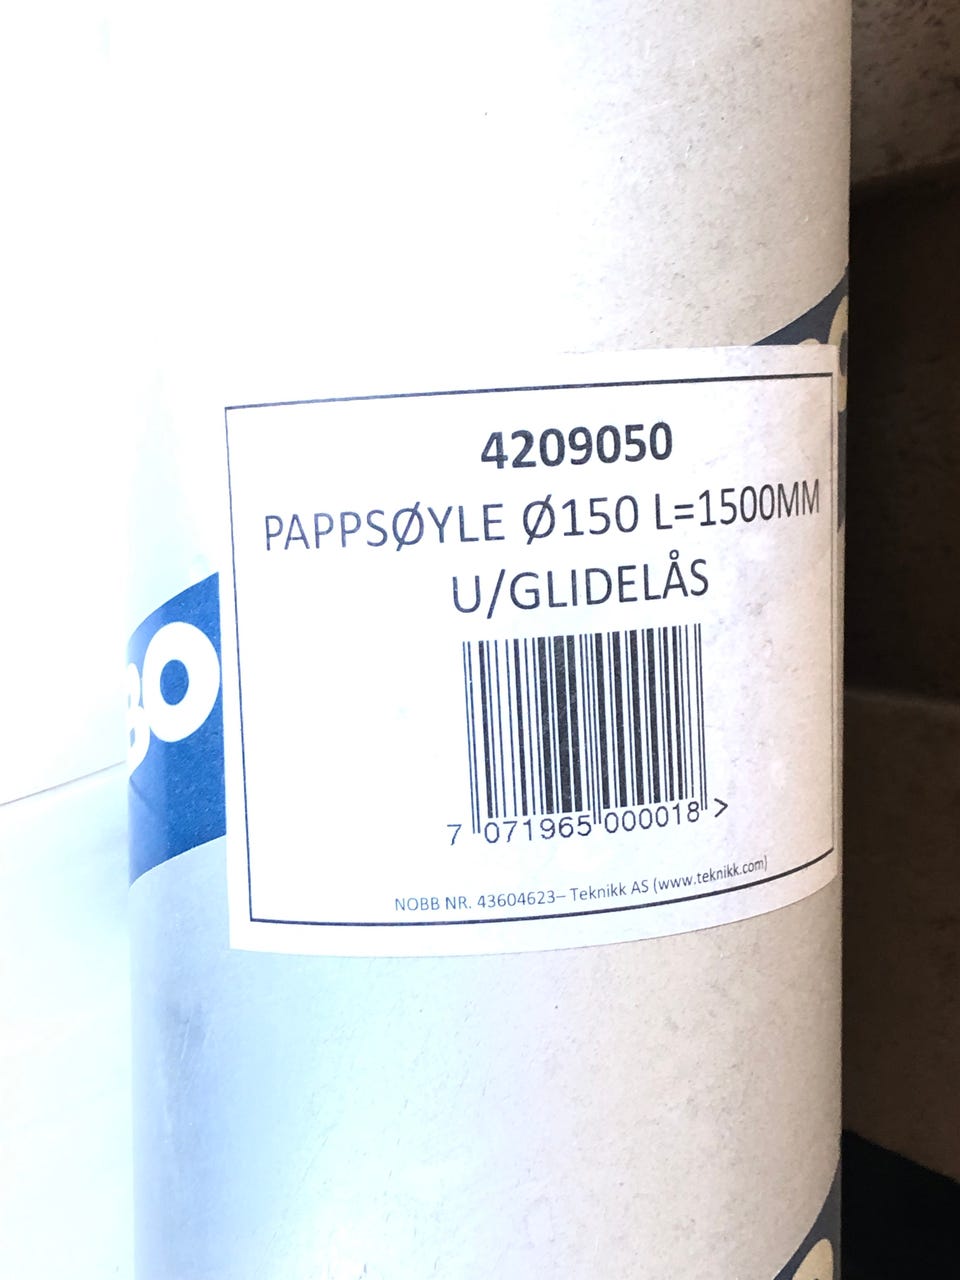 4209050
PAPPSØYLE Ø150 L=1500MM
U/GLIDELÅS
7 071965 000018 >
NOBB NR. 43604623– Teknikk AS (www.teknikk.com)